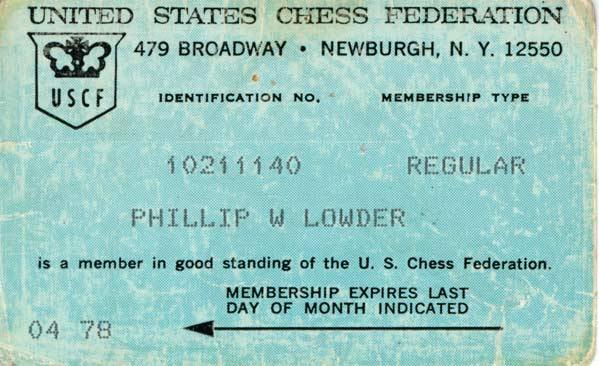 UNITED STATES CHESS FEDERATION
479 BROADWAY • NEWBURGH, N. Y. 12550
USCF
IDENTIFICATION NO. MEMBERSHIP TYPE
10211140 REGULAR
PHILLIP W LOWDER
is a member in good standing of the U. S. Chess Federation.
MEMBERSHIP EXPIRES LAST
DAY OF MONTH INDICATED
04 78